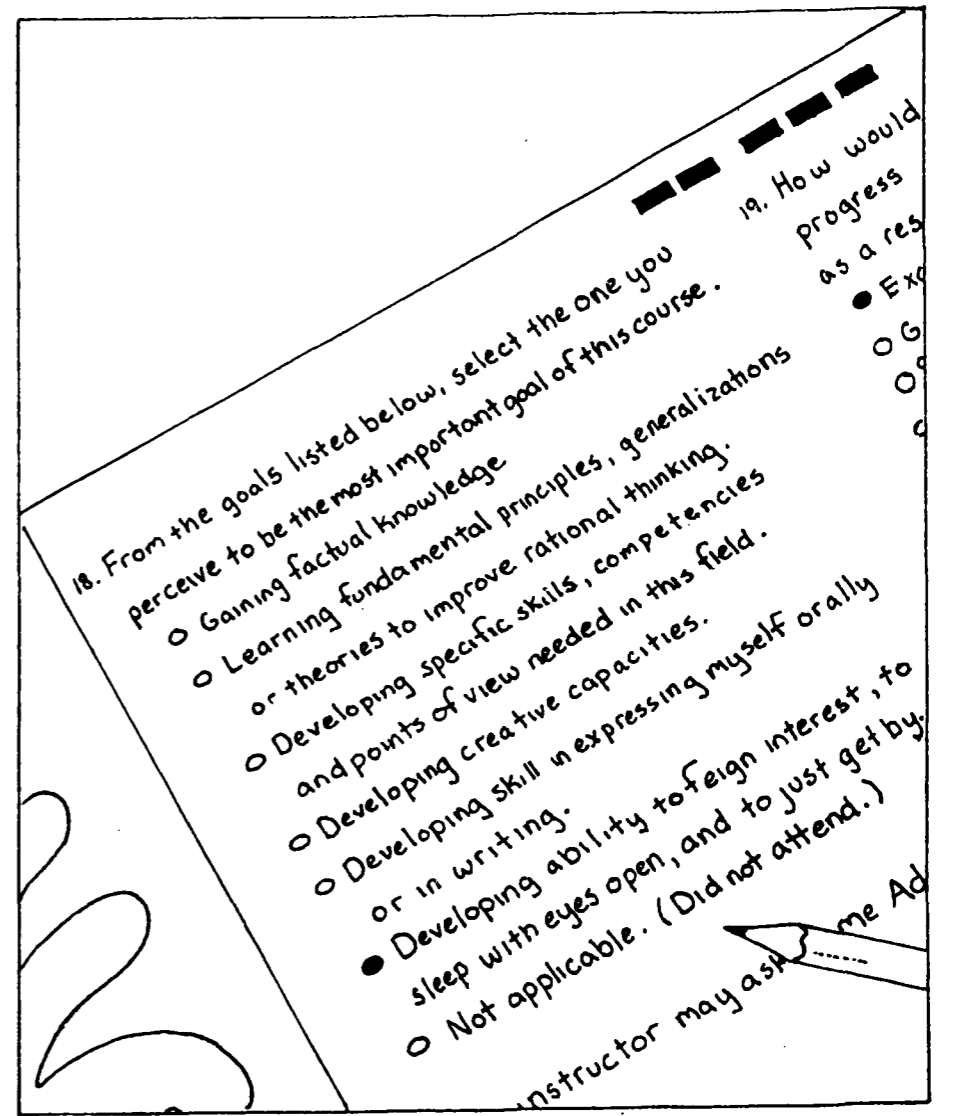 18. From the goals listed below, select the one you
perceive to be the most important goal of this course.
O Gaining factual knowledge
O Learning fundamental principles, generalizations
or theories to improve rational thinking.
O Developing specific skills, competencies
and points of view needed in this field.
O Developing creative capacities.
O Developing skill in expressing myself orally
or in writing.
● Developing ability to feign interest, to
sleep with eyes open, and to just get by.
O Not applicable. (Did not attend.)
instructor may ask me Ad
19. How would
progress
as a res
● Exc
O G
O